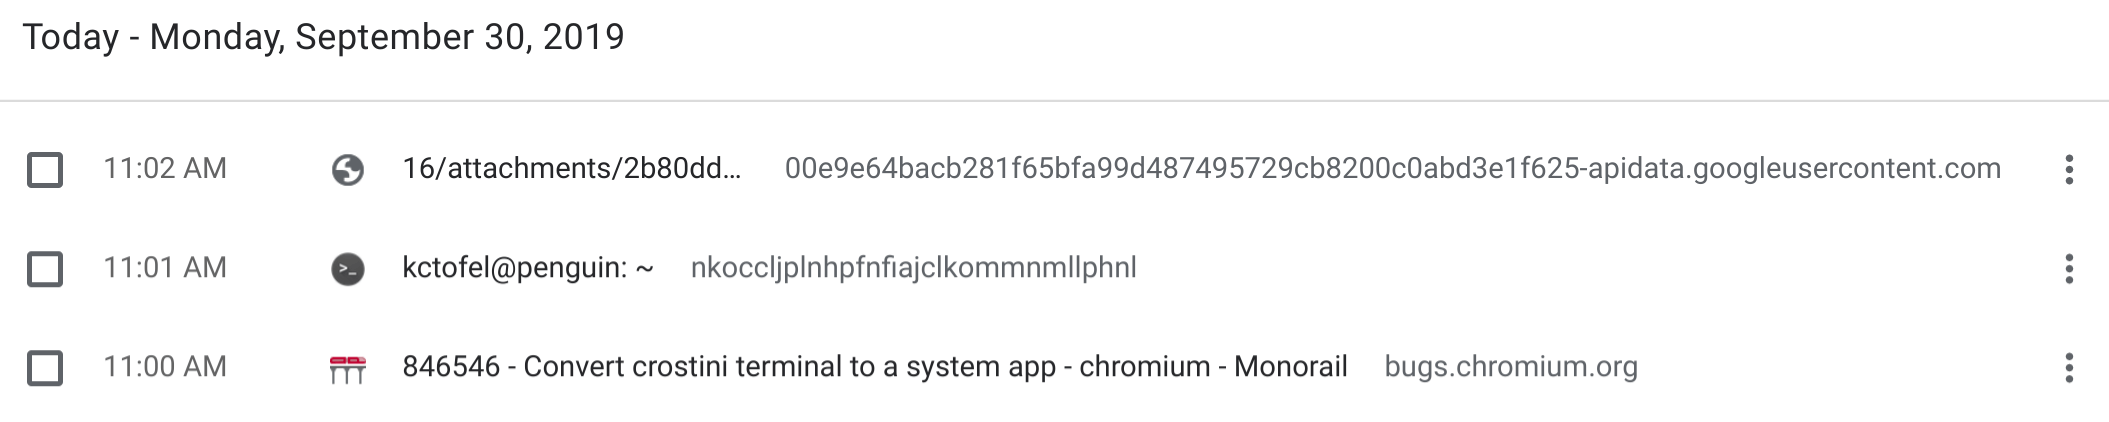 Today - Monday, September 30, 2019
11:02 AM 16/attachments/2b80dd... 00e9e64bacb281f65bfa99d487495729cb8200c0abd3e1f625-apidata.googleusercontent.com
11:01 AM >_ kctofel@penguin: ~ nkoccljplnhpfnfiajclkommnmllphnl
11:00 AM 846546 - Convert crostini terminal to a system app - chromium - Monorail bugs.chromium.org